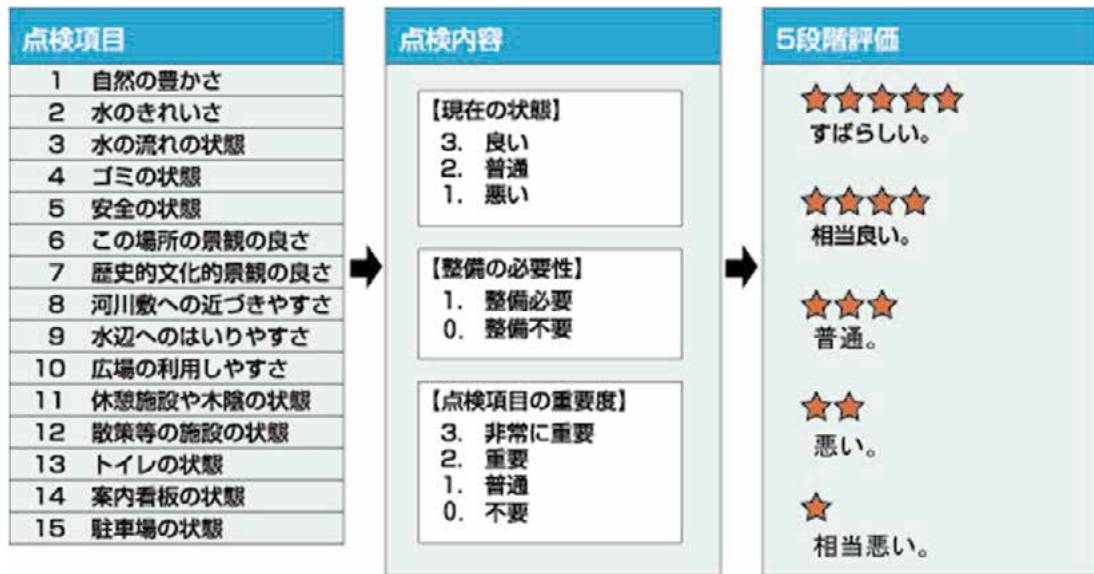 点検項目
1 自然の豊かさ
2 水のきれいさ
3 水の流れの状態
4 ゴミの状態
5 安全の状態
6 この場所の景観の良さ
7 歴史的文化的景観の良さ
8 河川敷への近づきやすさ
9 水辺へのはいりやすさ
10 広場の利用しやすさ
11 休憩施設や木陰の状態
12 散策等の施設の状態
13 トイレの状態
14 案内看板の状態
15 駐車場の状態
点検内容
【現在の状態】
3. 良い
2. 普通
1. 悪い
【整備の必要性】
1. 整備必要
0. 整備不要
【点検項目の重要度】
3. 非常に重要
2. 重要
1. 普通
0. 不要
5段階評価
すばらしい。
相当良い。
普通。
悪い。
相当悪い。